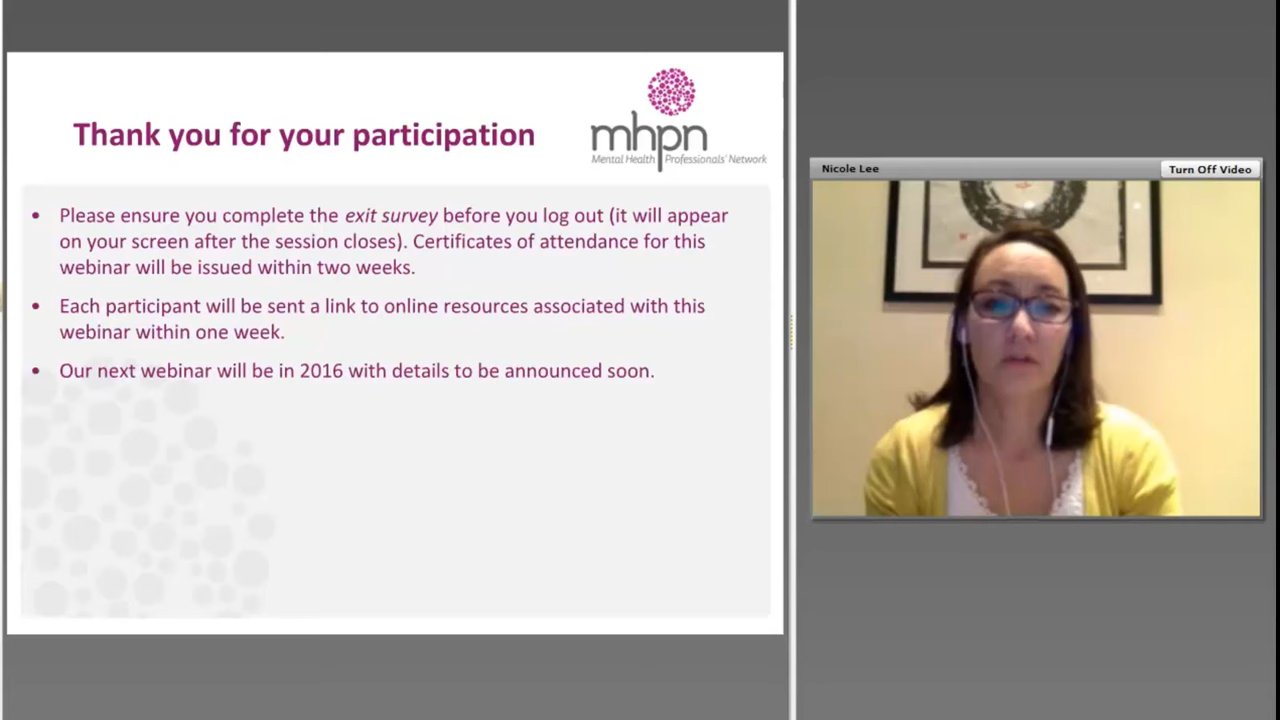 Thank you for your participation
mhpn
Mental Health Professionals' Network
• Please ensure you complete the exit survey before you log out (it will appear
on your screen after the session closes). Certificates of attendance for this
webinar will be issued within two weeks.
• Each participant will be sent a link to online resources associated with this
webinar within one week.
• Our next webinar will be in 2016 with details to be announced soon.
Nicole Lee
Turn Off Video